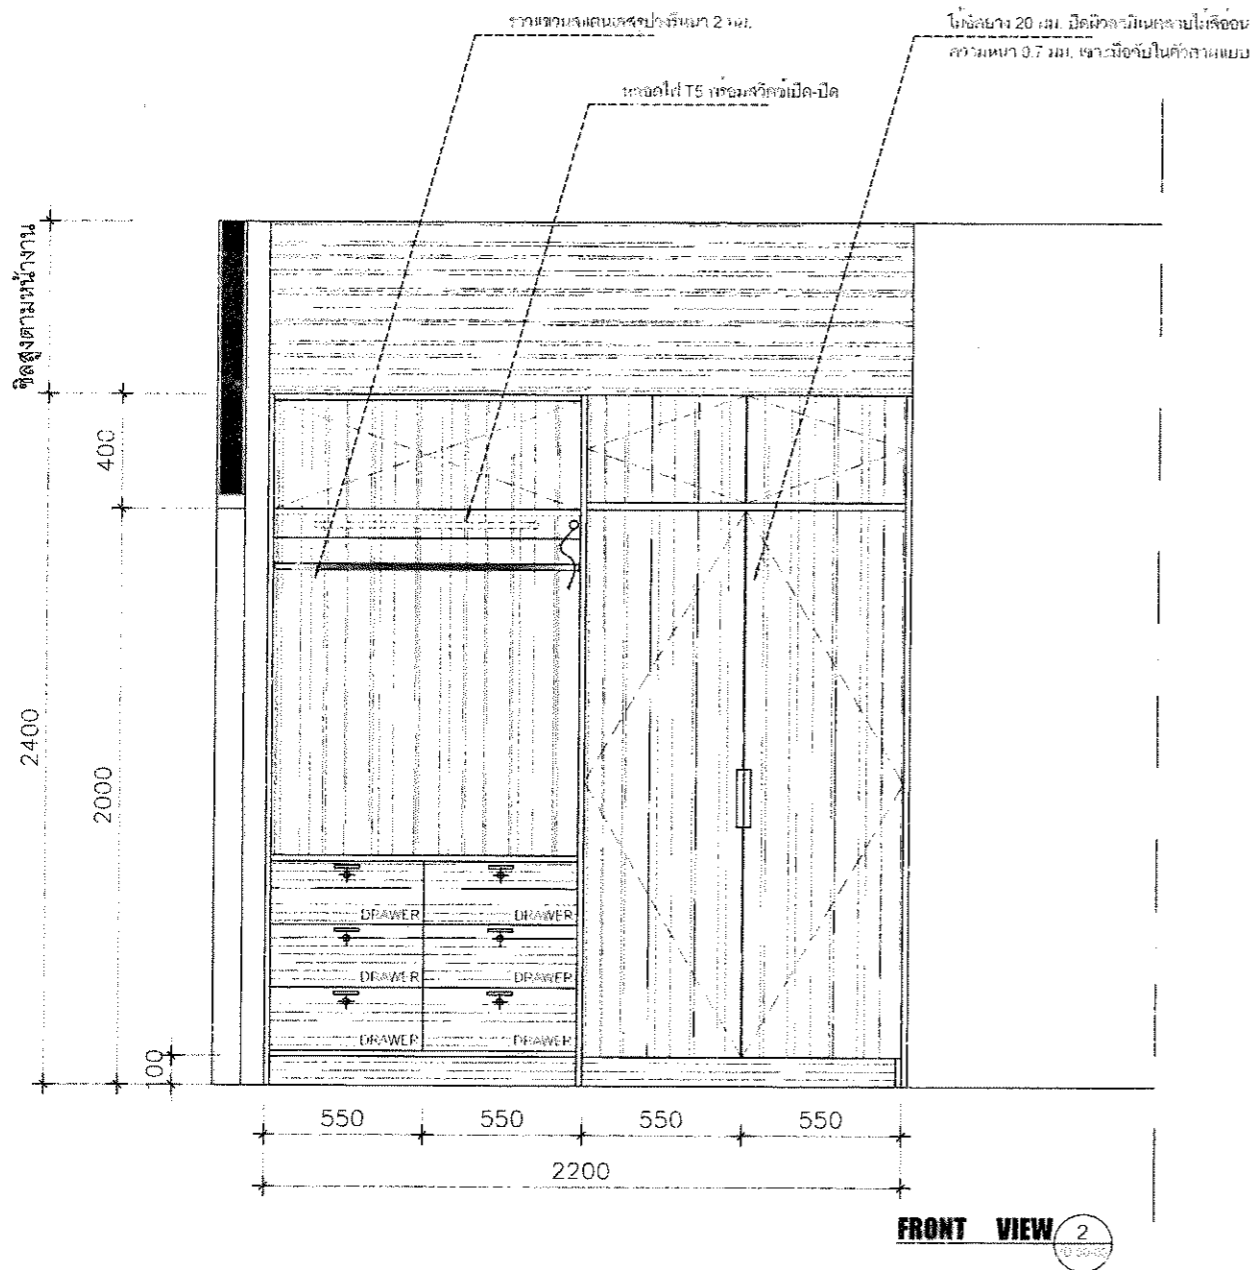 ราวแขวนสแตนเลสรูปวงรีหนา 2 มม.
ไม้อัดยาง 20 มม. ปิดผิวลามิเนตลายไม้สีอ่อน
ความหนา 0.7 มม. เซาะมือจับในตัวตามแบบ
หลอดไฟ T5 พร้อมสวิตซ์เปิด-ปิด
ชิลสูงตามหน้างาน
400
2400
2000
100
DRAWER DRAWER
DRAWER DRAWER
DRAWER DRAWER
550 550 550 550
2200
FRONT VIEW 2